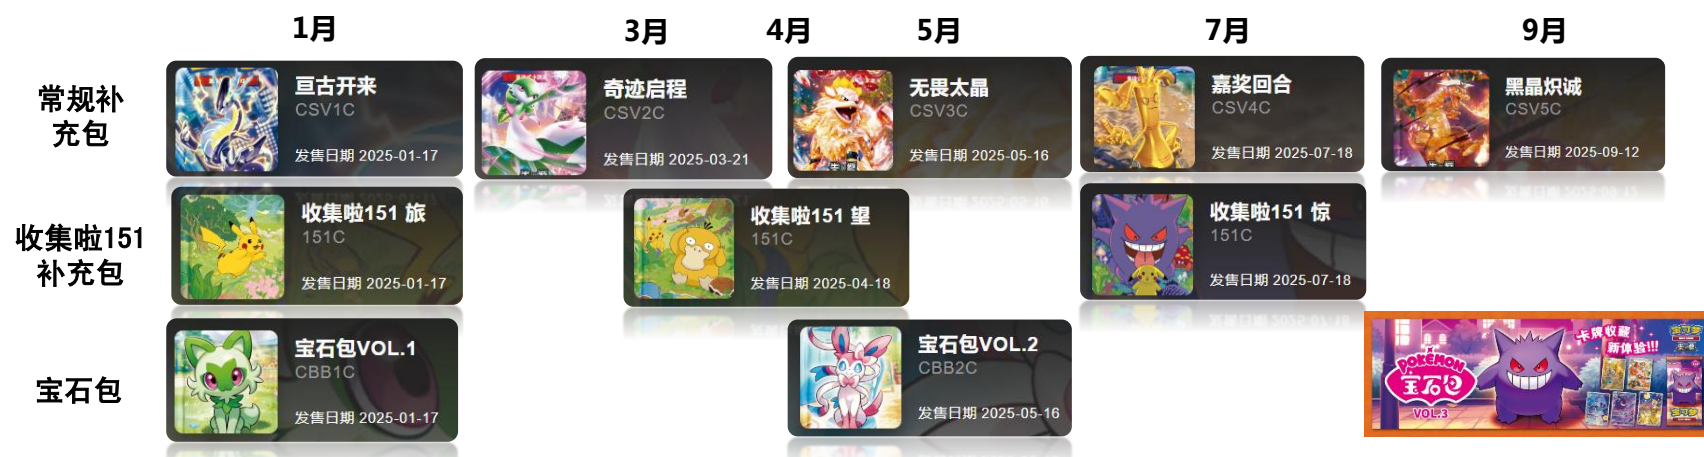 1月
3月
4月
5月
7月
9月
常规补
充包
亘古开来
CSV1C
发售日期 2025-01-17
奇迹启程
CSV2C
发售日期 2025-03-21
无畏太晶
CSV3C
发售日期 2025-05-16
嘉奖回合
CSV4C
发售日期 2025-07-18
黑晶炽诚
CSV5C
发售日期 2025-09-12
收集啦151
补充包
收集啦151 旅
151C
发售日期 2025-01-17
收集啦151 望
151C
发售日期 2025-04-18
收集啦151 惊
151C
发售日期 2025-07-18
宝石包
宝石包VOL.1
CBB1C
发售日期 2025-01-17
宝石包VOL.2
CBB2C
发售日期 2025-05-16
卡牌收藏
新体验!!!
POKÉMON
宝石包
VOL.3